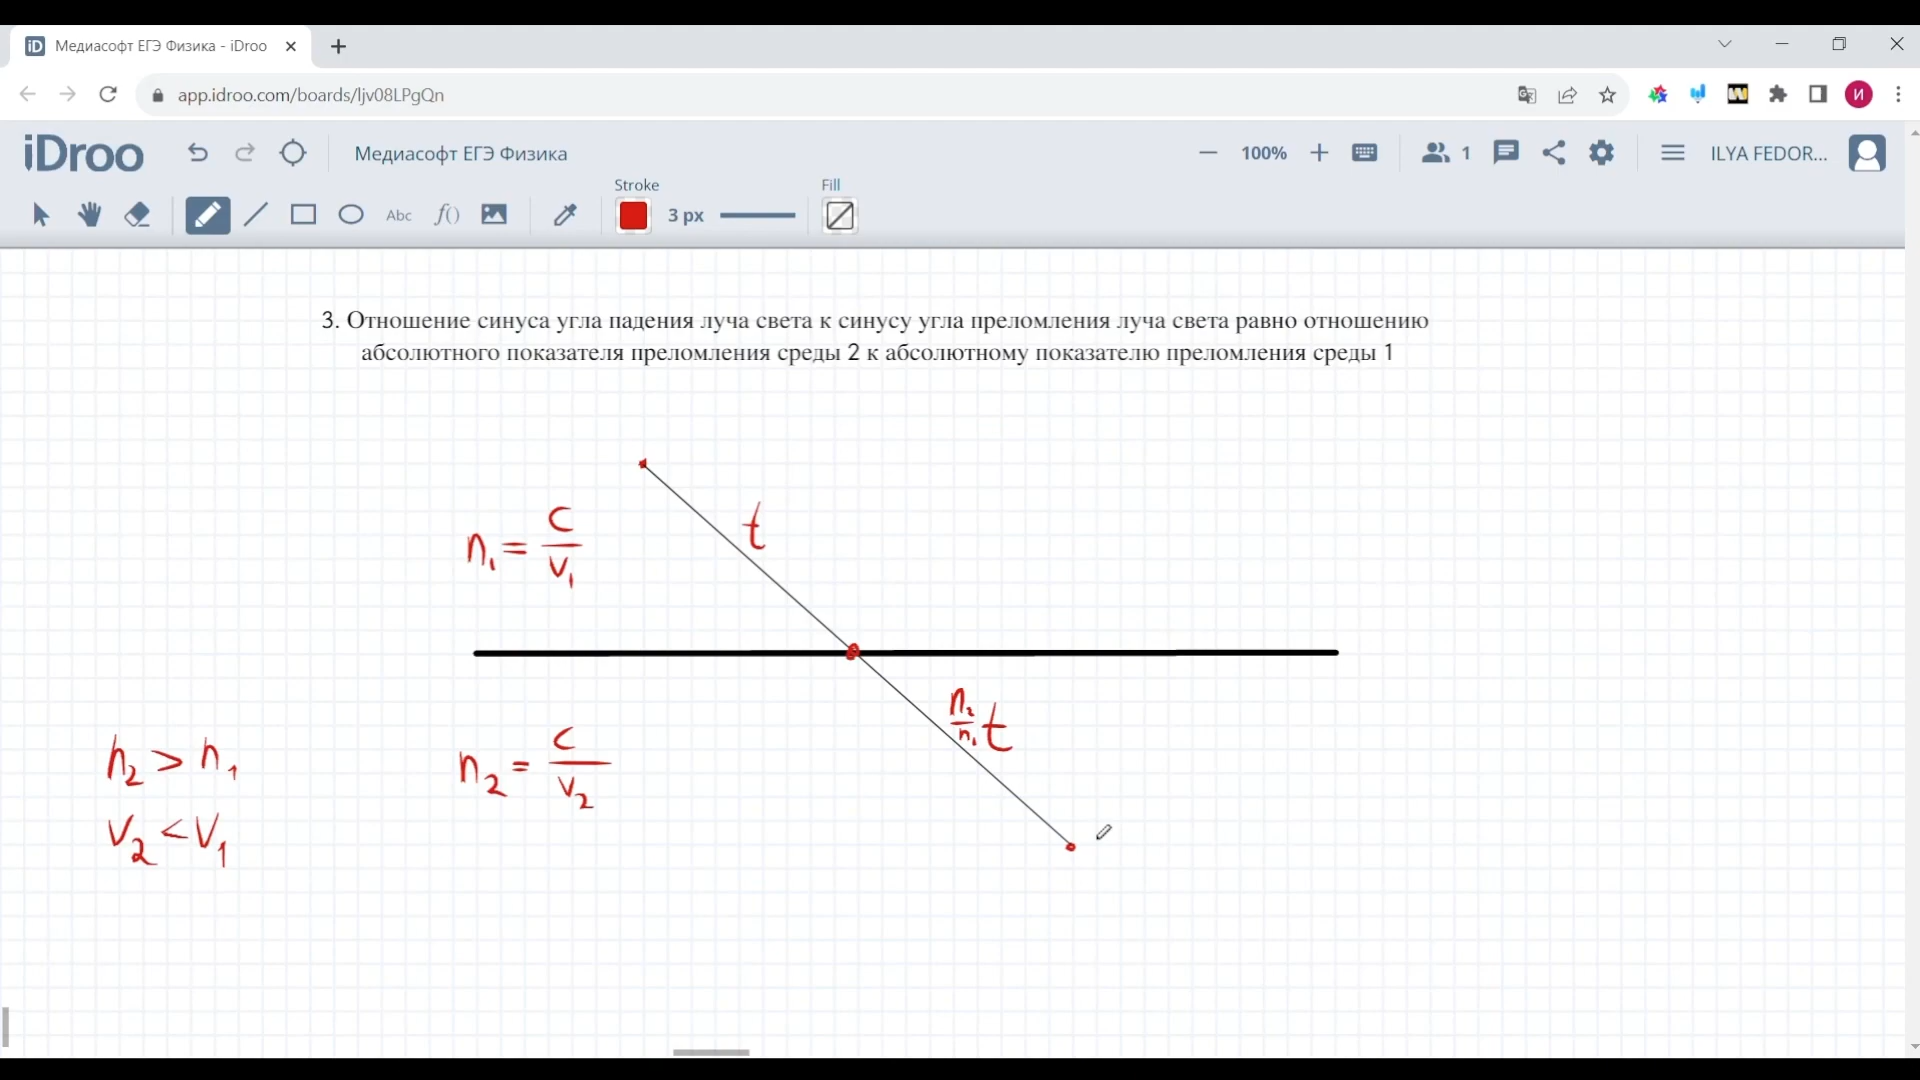 Медиасофт ЕГЭ Физика - iDroo
app.idroo.com/boards/ljv08LPgQn
И
iDroo
Медиасофт ЕГЭ Физика
100%
1
ILYA FEDOR...
Stroke
Fill
Abc
f()
3 px
3. Отношение синуса угла падения луча света к синусу угла преломления луча света равно отношению
абсолютного показателя преломления среды 2 к абсолютному показателю преломления среды 1
n₁ = c/v₁
t
n₂/n₁ t
n₂ > n₁
n₂ = c/v₂
v₂ < v₁